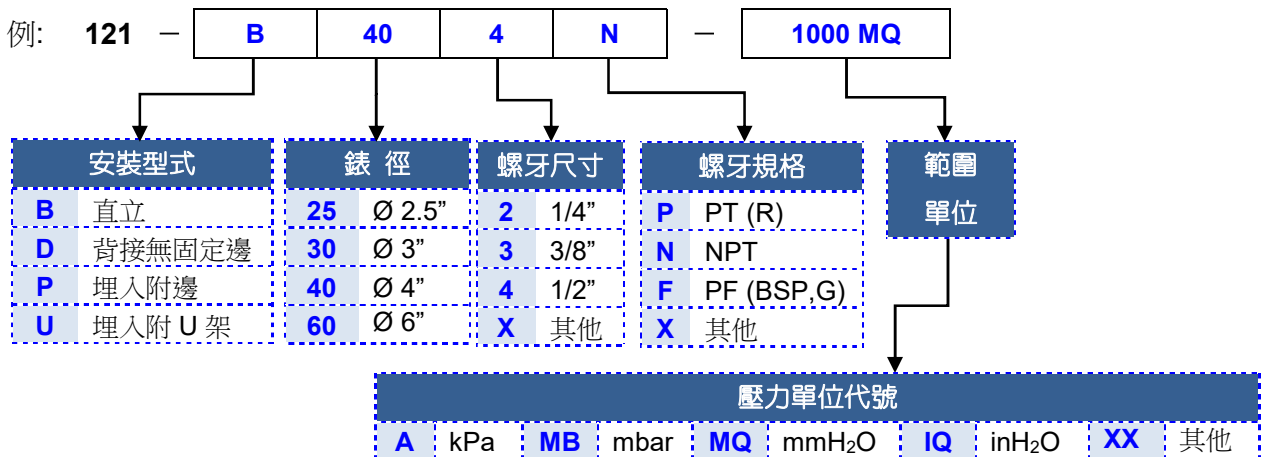 例: 121 － B 40 4 N － 1000 MQ
安裝型式 錶 徑 螺牙尺寸 螺牙規格 範圍
B 直立 25 Ø 2.5” 2 1/4” P PT (R) 單位
D 背接無固定邊 30 Ø 3” 3 3/8” N NPT
P 埋入附邊 40 Ø 4” 4 1/2” F PF (BSP,G)
U 埋入附 U 架 60 Ø 6” X 其他 X 其他
壓力單位代號
A kPa MB mbar MQ mmH₂O IQ inH₂O XX 其他